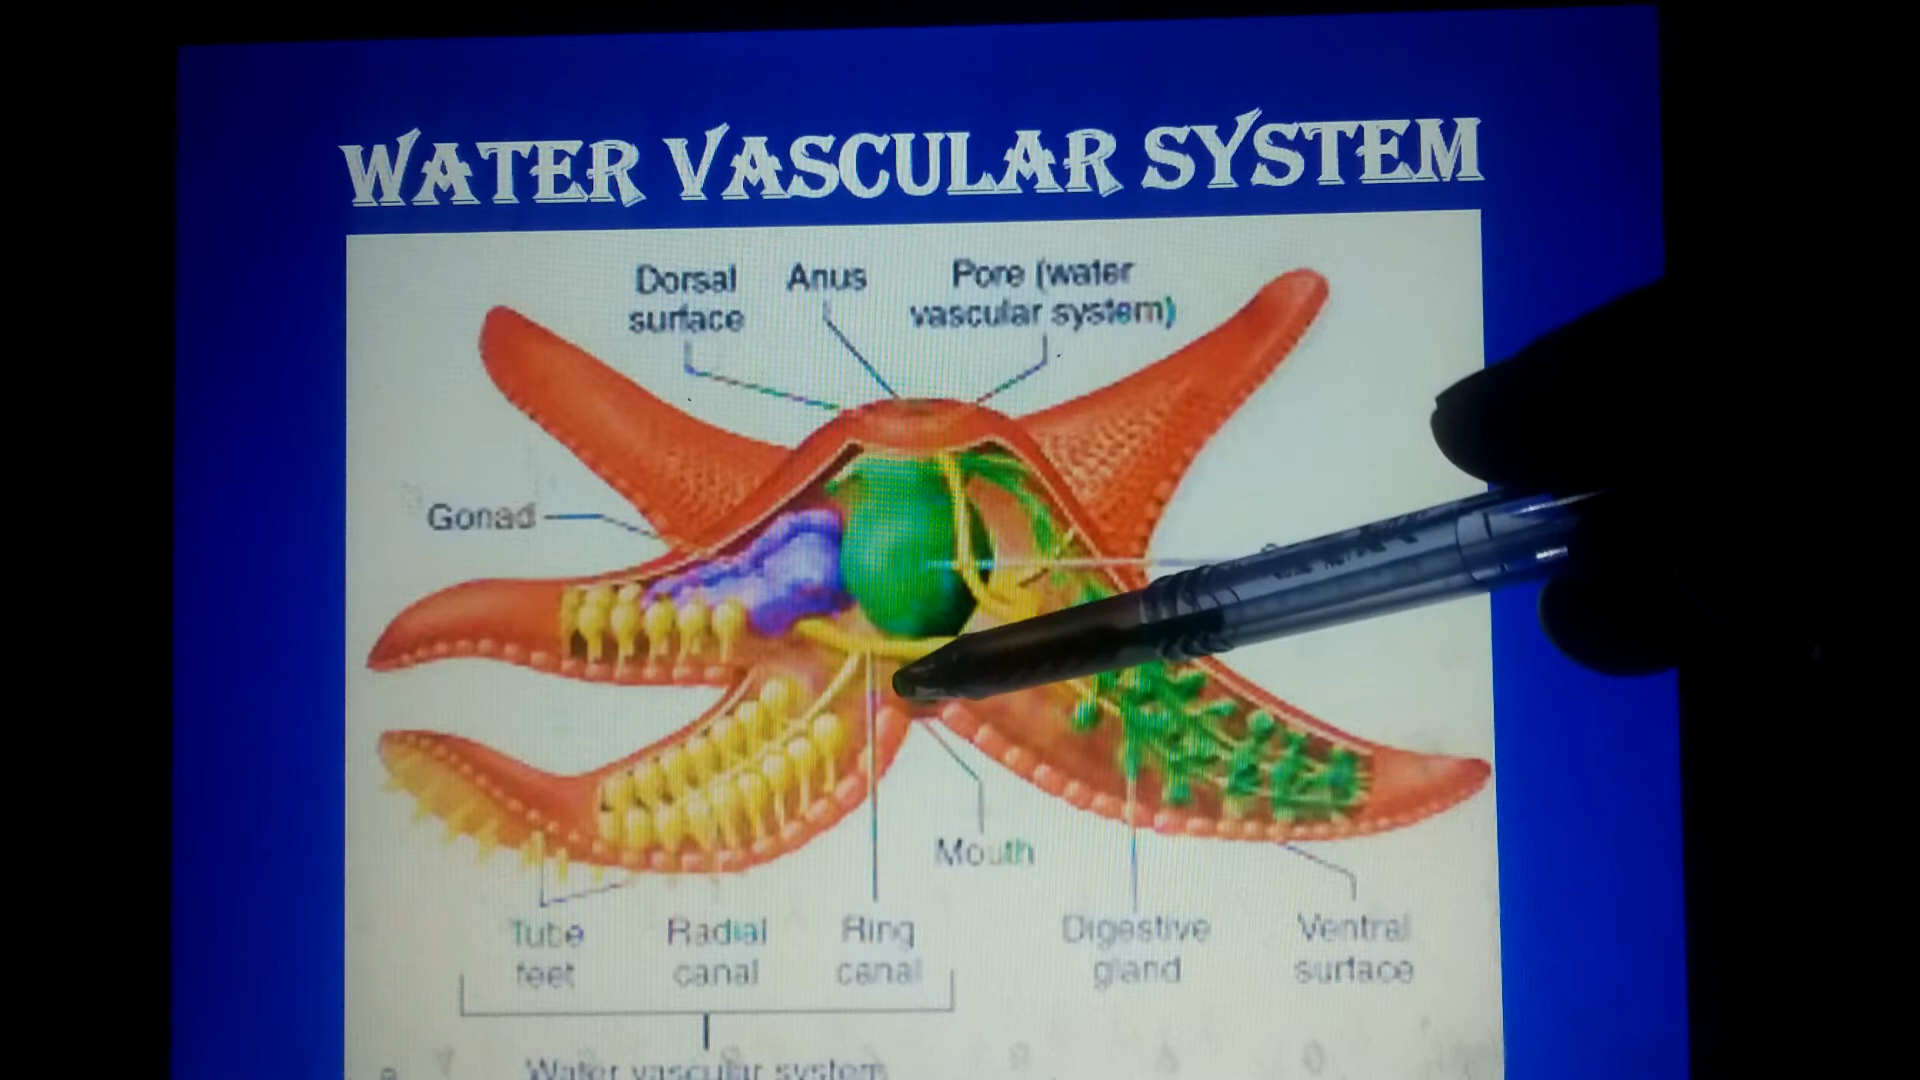 WATER VASCULAR SYSTEM
Dorsal
surface
Anus
Pore (water
vascular system)
Gonad
Mouth
Tube
feet
Radial
canal
Ring
canal
Digestive
gland
Ventral
surface
Water vascular system